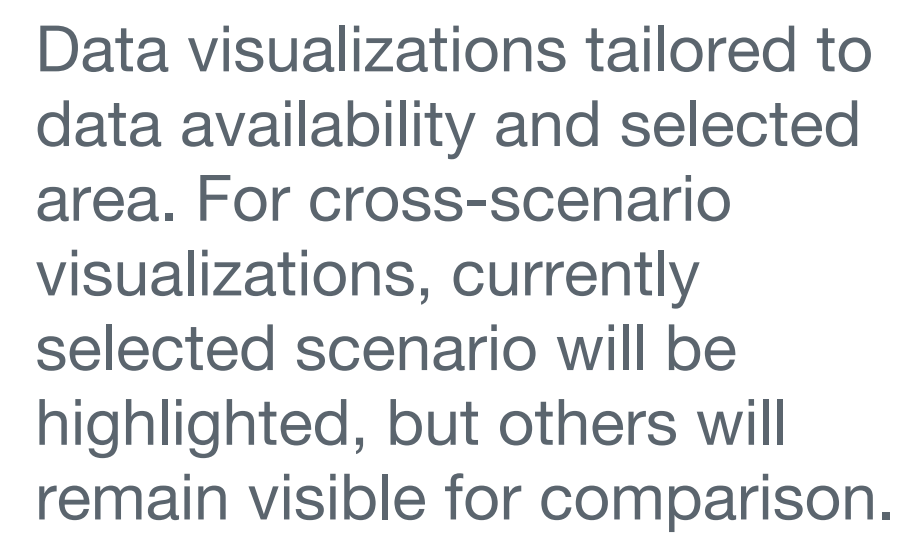 Data visualizations tailored to
data availability and selected
area. For cross-scenario
visualizations, currently
selected scenario will be
highlighted, but others will
remain visible for comparison.